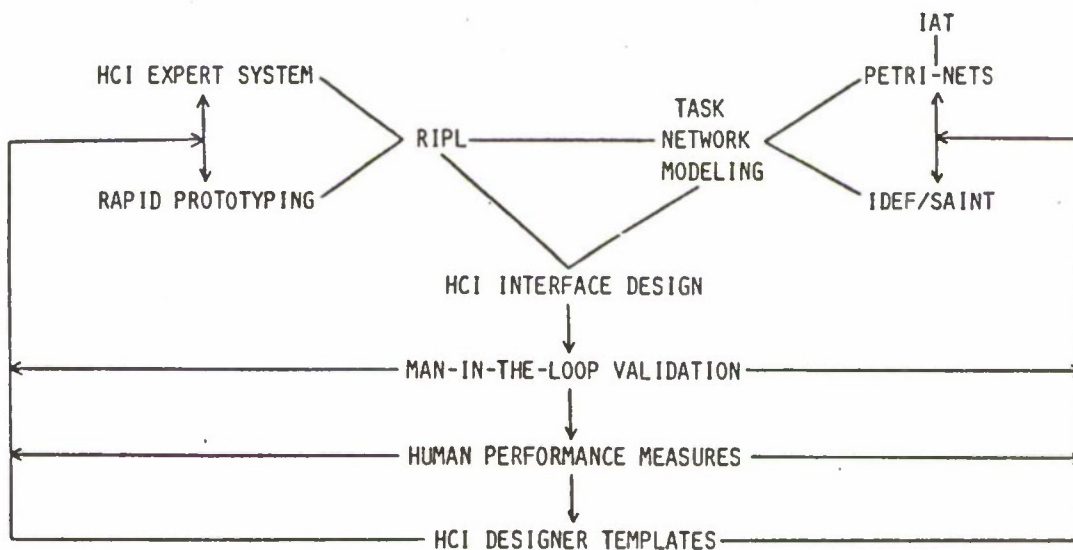 IAT
HCI EXPERT SYSTEM
PETRI-NETS
RIPL
TASK
NETWORK
MODELING
RAPID PROTOTYPING
IDEF/SAINT
HCI INTERFACE DESIGN
MAN-IN-THE-LOOP VALIDATION
HUMAN PERFORMANCE MEASURES
HCI DESIGNER TEMPLATES